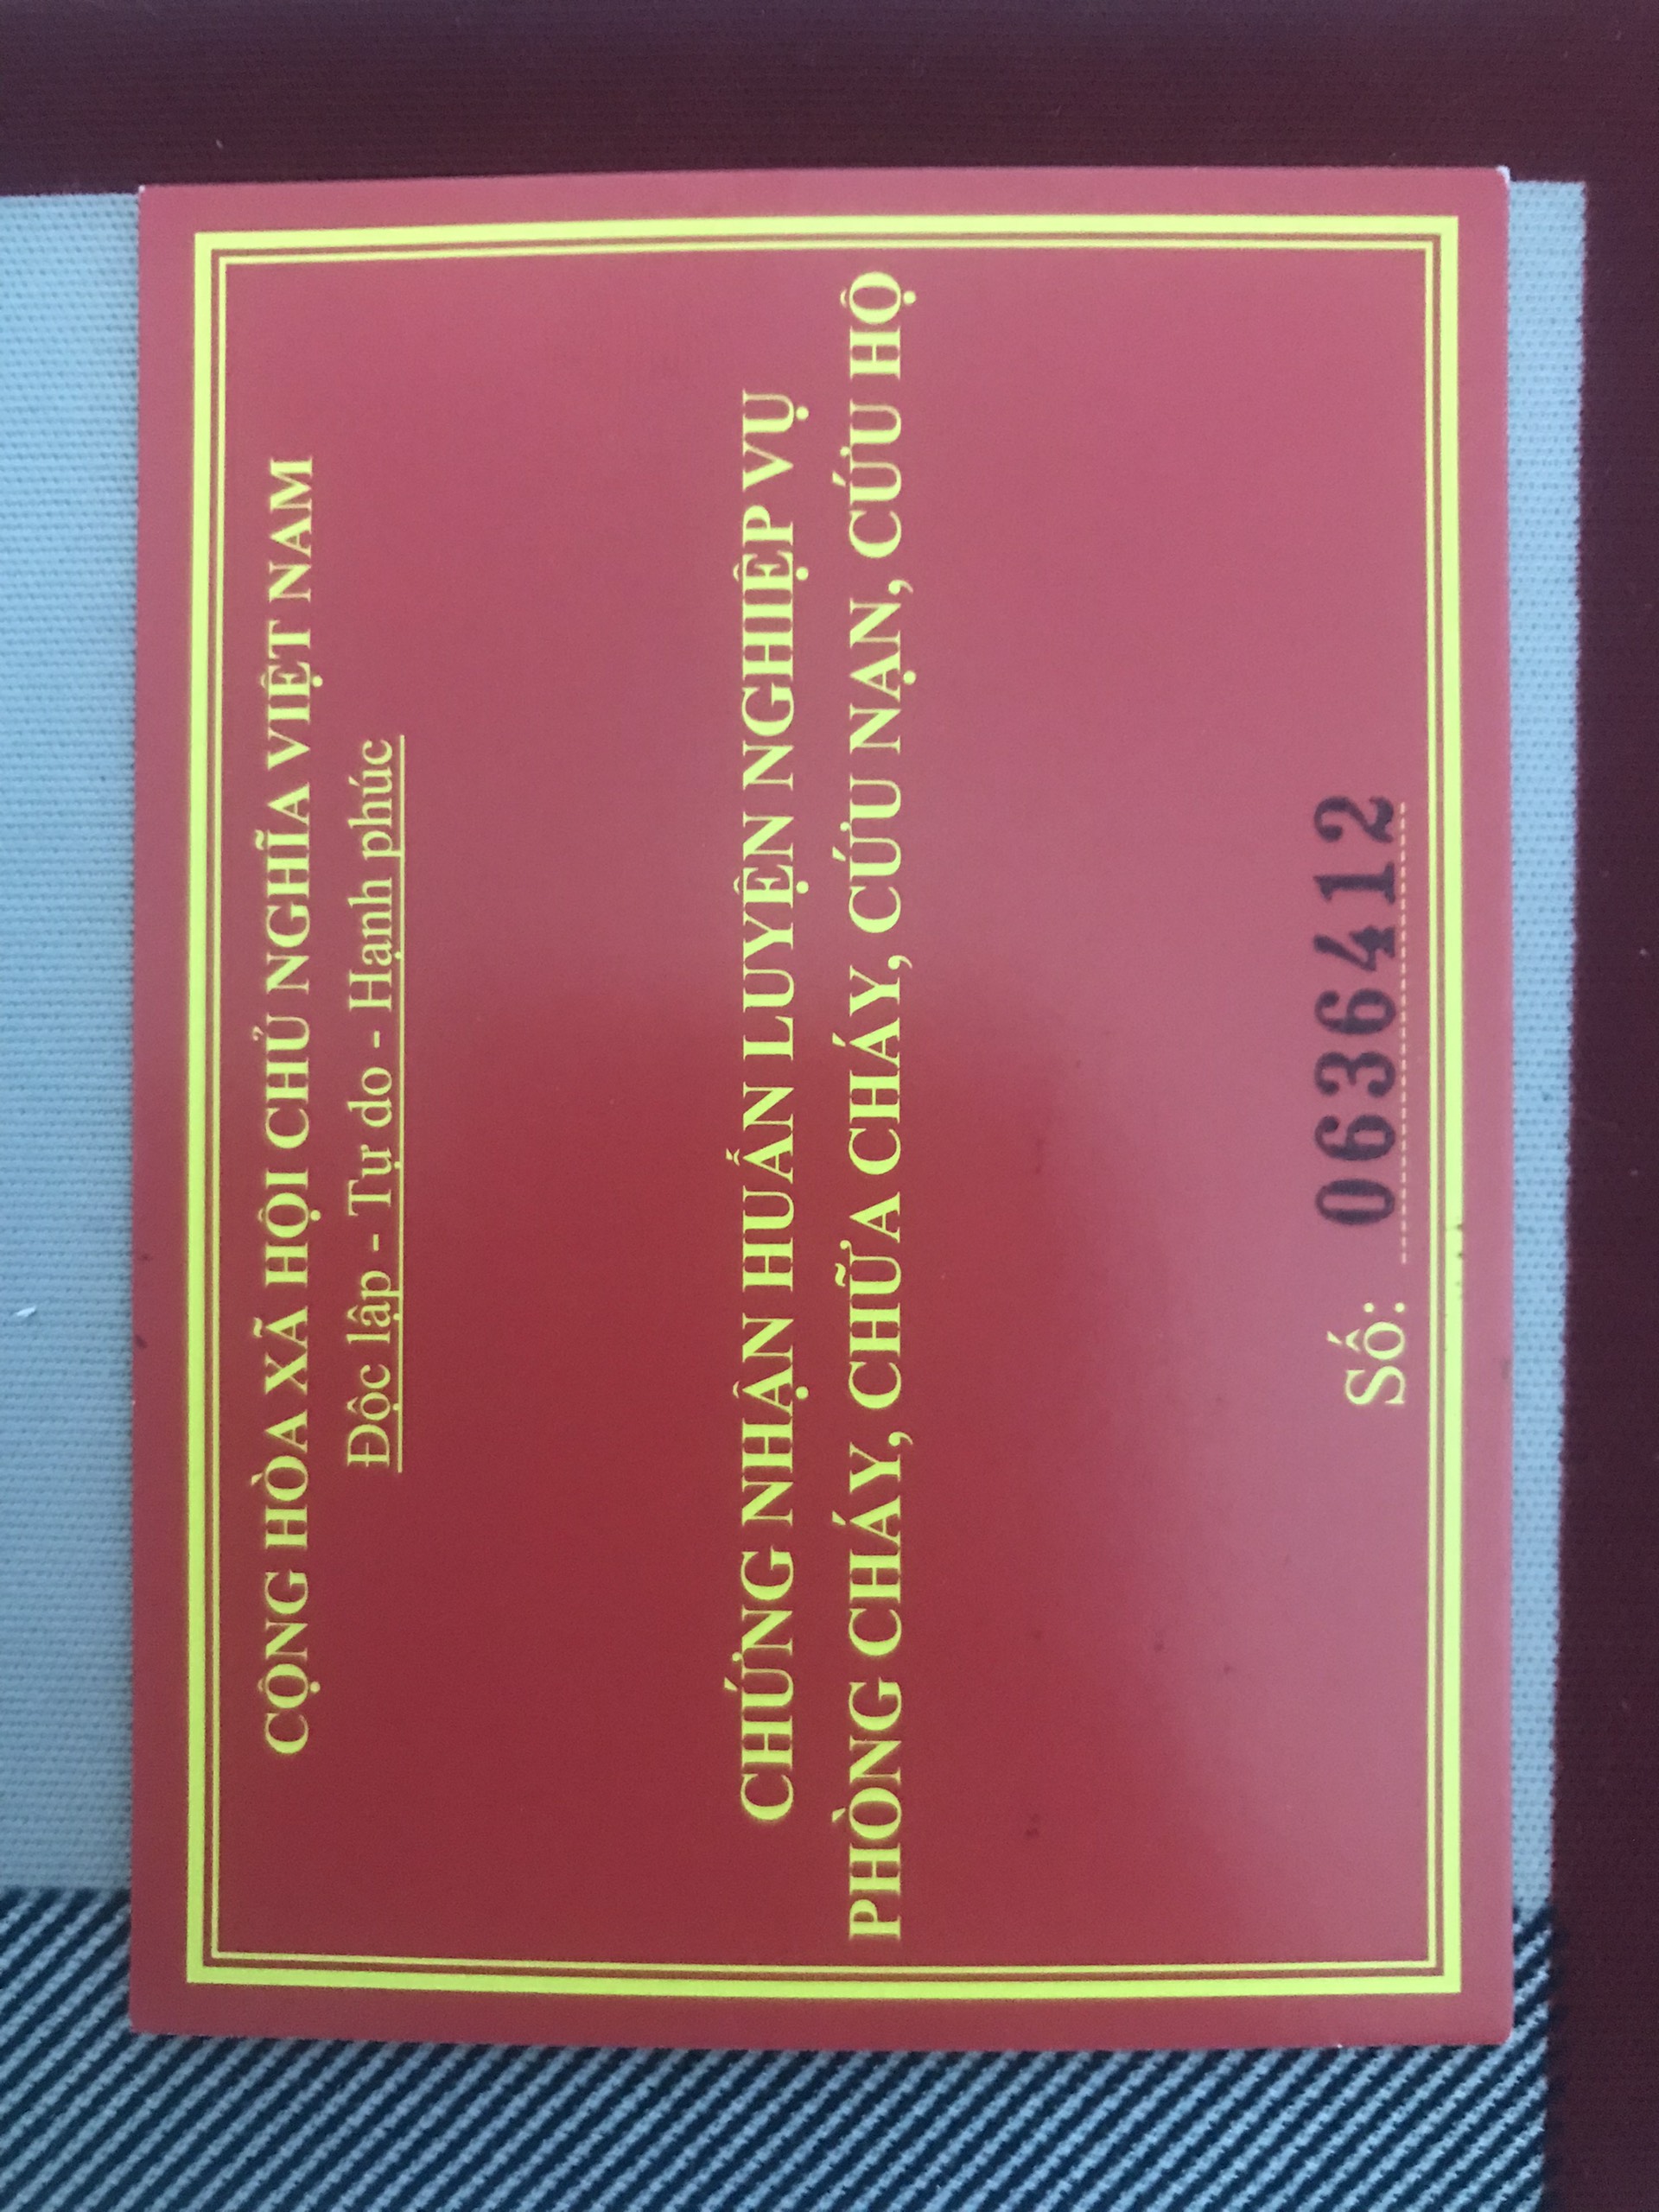 CỘNG HÒA XÃ HỘI CHỦ NGHĨA VIỆT NAM
Độc lập - Tự do - Hạnh phúc
CHỨNG NHẬN HUẤN LUYỆN NGHIỆP VỤ
PHÒNG CHÁY, CHỮA CHÁY, CỨU NẠN, CỨU HỘ
Số: 0636412